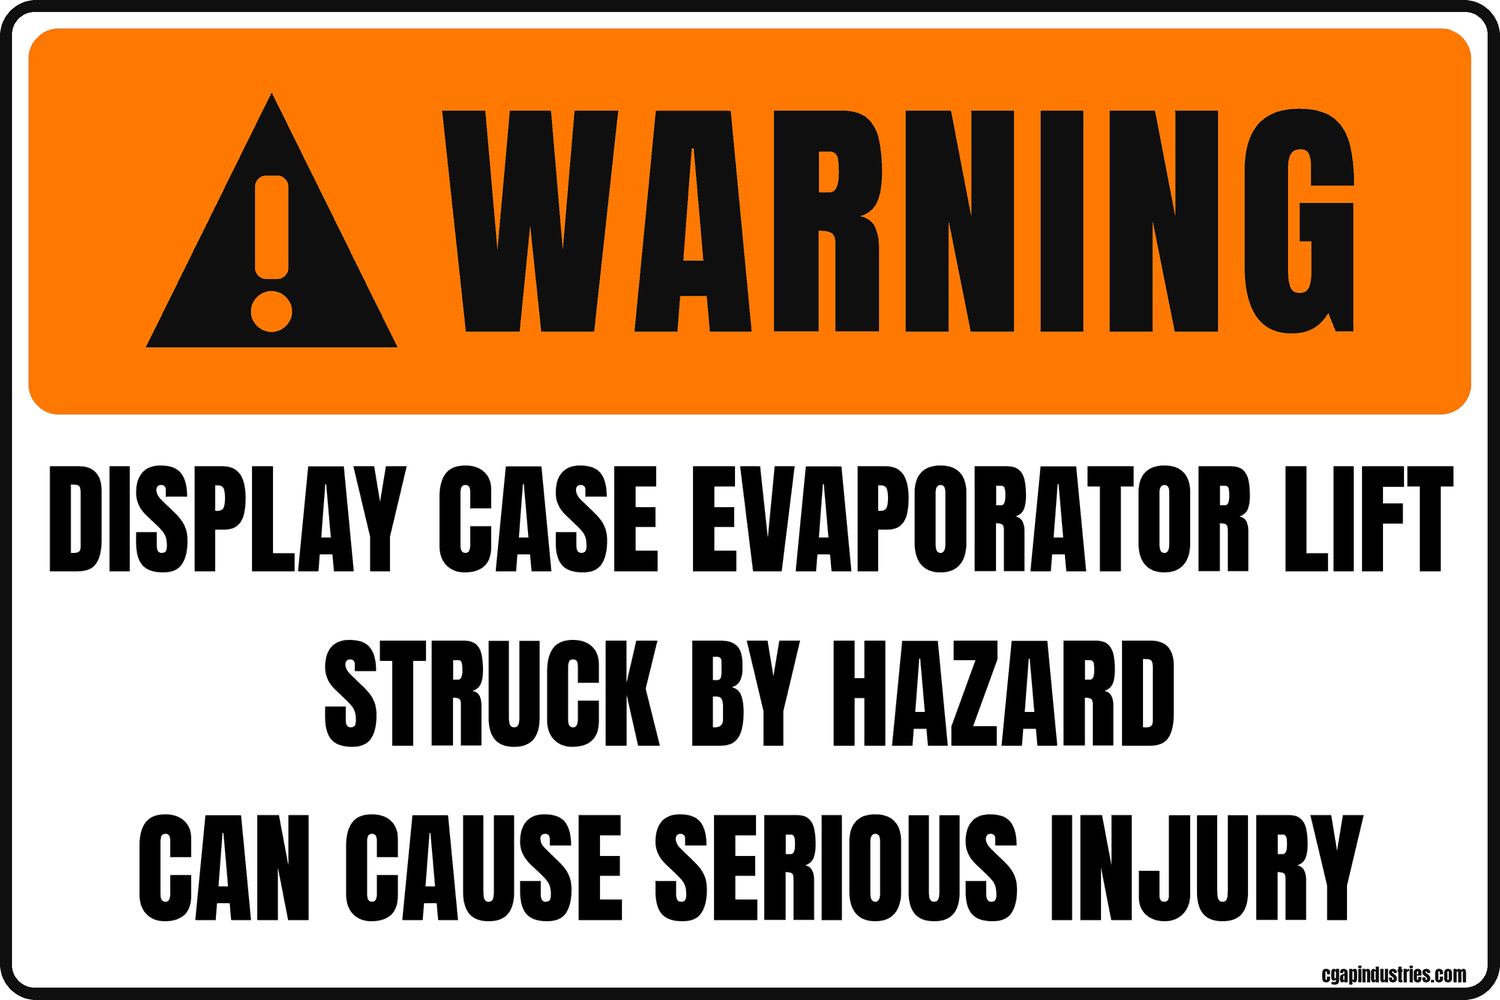 WARNING
DISPLAY CASE EVAPORATOR LIFT
STRUCK BY HAZARD
CAN CAUSE SERIOUS INJURY
cgapindustries.com